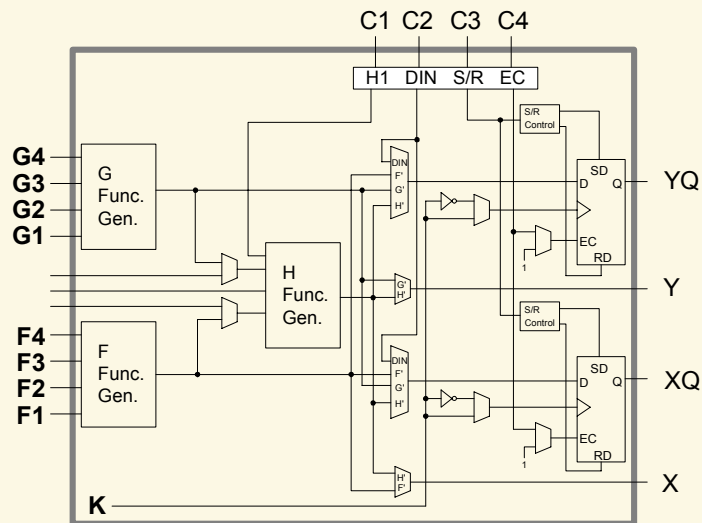 C1 C2 C3 C4
H1 DIN S/R EC
S/R
Control
G4
G3
G2
G1
G
Func.
Gen.
DIN
F'
G'
H'
SD
D Q
EC
RD
1
YQ
H
Func.
Gen.
G'
H'
Y
S/R
Control
F4
F3
F2
F1
F
Func.
Gen.
DIN
F'
G'
H'
SD
D Q
EC
RD
1
XQ
H'
F'
X
K